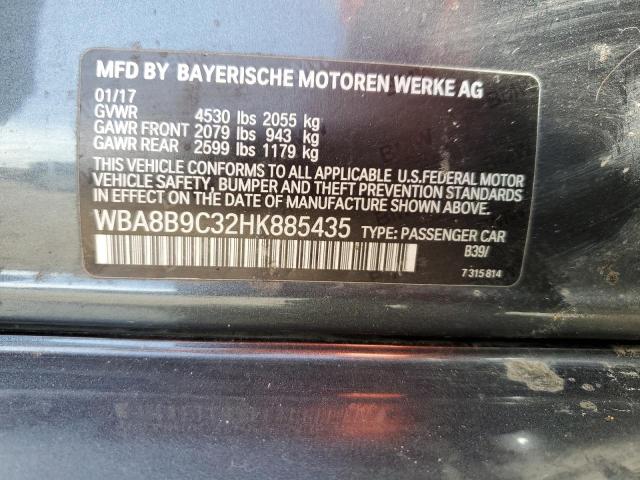 MFD BY BAYERISCHE MOTOREN WERKE AG
01/17
GVWR 4530 lbs 2055 kg
GAWR FRONT 2079 lbs 943 kg
GAWR REAR 2599 lbs 1179 kg
THIS VEHICLE CONFORMS TO ALL APPLICABLE U.S.FEDERAL MOTOR
VEHICLE SAFETY, BUMPER AND THEFT PREVENTION STANDARDS
IN EFFECT ON THE DATE OF MANUFACTURE SHOWN ABOVE.
WBA8B9C32HK885435 TYPE: PASSENGER CAR
B39/
7 315 814